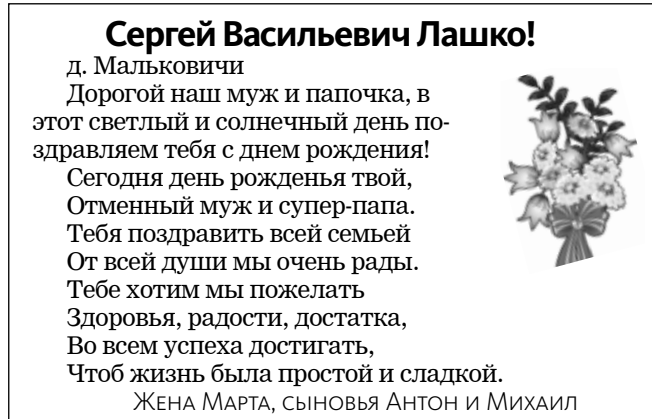 Сергей Васильевич Лашко!
д. Мальковичи
Дорогой наш муж и папочка, в
этот светлый и солнечный день по-
здравляем тебя с днем рождения!
Сегодня день рожденья твой,
Отменный муж и супер-папа.
Тебя поздравить всей семьей
От всей души мы очень рады.
Тебе хотим мы пожелать
Здоровья, радости, достатка,
Во всем успеха достигать,
Чтоб жизнь была простой и сладкой.
Жена Марта, сыновья Антон и Михаил